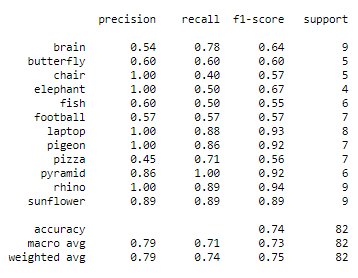 precision recall f1-score support
brain 0.54 0.78 0.64 9
butterfly 0.60 0.60 0.60 5
chair 1.00 0.40 0.57 5
elephant 1.00 0.50 0.67 4
fish 0.60 0.50 0.55 6
football 0.57 0.57 0.57 7
laptop 1.00 0.88 0.93 8
pigeon 1.00 0.86 0.92 7
pizza 0.45 0.71 0.56 7
pyramid 0.86 1.00 0.92 6
rhino 1.00 0.89 0.94 9
sunflower 0.89 0.89 0.89 9
accuracy 0.74 82
macro avg 0.79 0.71 0.73 82
weighted avg 0.79 0.74 0.75 82